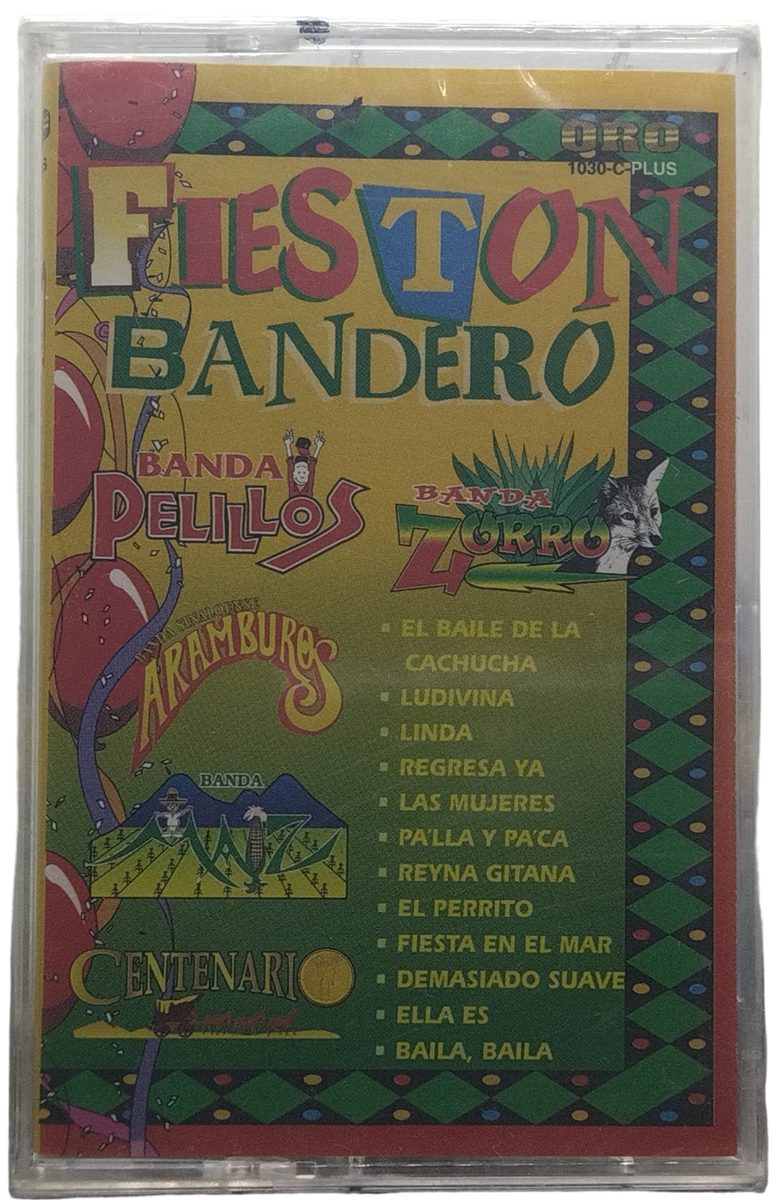 ORO
1030-C-PLUS
FIESTON
BANDERO
BANDA
PELILLOS
BANDA
ZORRO
BANDA SINALOENSE
ARAMBUROS
BANDA
MAIZ
CENTENARIO
▪ EL BAILE DE LA
CACHUCHA
▪ LUDIVINA
▪ LINDA
▪ REGRESA YA
▪ LAS MUJERES
▪ PA'LLA Y PA'CA
▪ REYNA GITANA
▪ EL PERRITO
▪ FIESTA EN EL MAR
▪ DEMASIADO SUAVE
▪ ELLA ES
▪ BAILA, BAILA